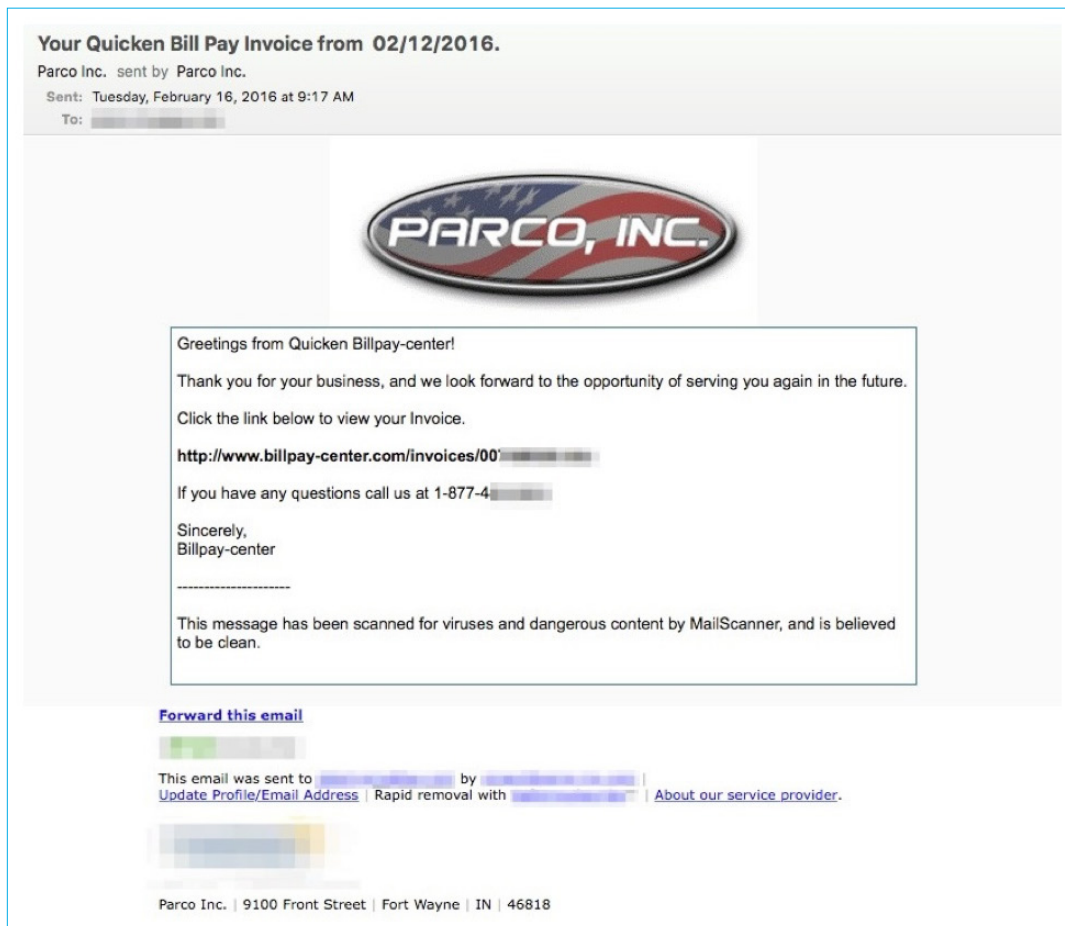 Your Quicken Bill Pay Invoice from 02/12/2016.
Parco Inc. sent by Parco Inc.
Sent: Tuesday, February 16, 2016 at 9:17 AM
To:
PARCO, INC.
Greetings from Quicken Billpay-center!
Thank you for your business, and we look forward to the opportunity of serving you again in the future.
Click the link below to view your Invoice.
http://www.billpay-center.com/invoices/00
If you have any questions call us at 1-877-4
Sincerely,
Billpay-center
---------------------
This message has been scanned for viruses and dangerous content by MailScanner, and is believed
to be clean.
Forward this email
This email was sent to by |
Update Profile/Email Address | Rapid removal with | About our service provider.
Parco Inc. | 9100 Front Street | Fort Wayne | IN | 46818